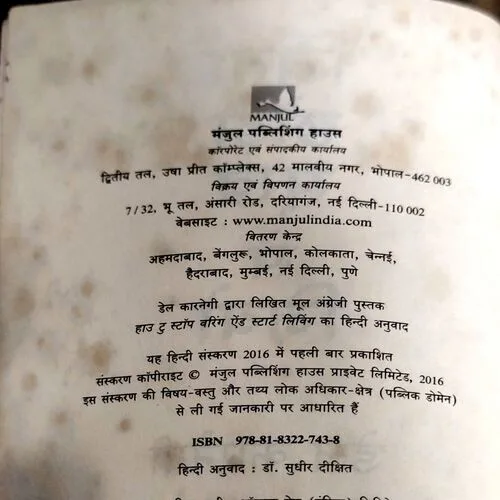 MANJUL
मंजुल पब्लिशिंग हाउस
कॉरपोरेट एवं संपादकीय कार्यालय
द्वितीय तल, उषा प्रीत कॉम्प्लेक्स, 42 मालवीय नगर, भोपाल-462 003
विक्रय एवं विपणन कार्यालय
7/32, भू तल, अंसारी रोड, दरियागंज, नई दिल्ली-110 002
वेबसाइट : www.manjulindia.com
वितरण केन्द्र
अहमदाबाद, बेंगलुरू, भोपाल, कोलकाता, चेन्नई,
हैदराबाद, मुम्बई, नई दिल्ली, पुणे
डेल कारनेगी द्वारा लिखित मूल अंग्रेजी पुस्तक
हाउ टु स्टॉप वरिंग ऐंड स्टार्ट लिविंग का हिन्दी अनुवाद
यह हिन्दी संस्करण 2016 में पहली बार प्रकाशित
संस्करण कॉपीराइट © मंजुल पब्लिशिंग हाउस प्राइवेट लिमिटेड, 2016
इस संस्करण की विषय-वस्तु और तथ्य लोक अधिकार-क्षेत्र (पब्लिक डोमेन)
से ली गई जानकारी पर आधारित हैं
ISBN 978-81-8322-743-8
हिन्दी अनुवाद : डॉ. सुधीर दीक्षित